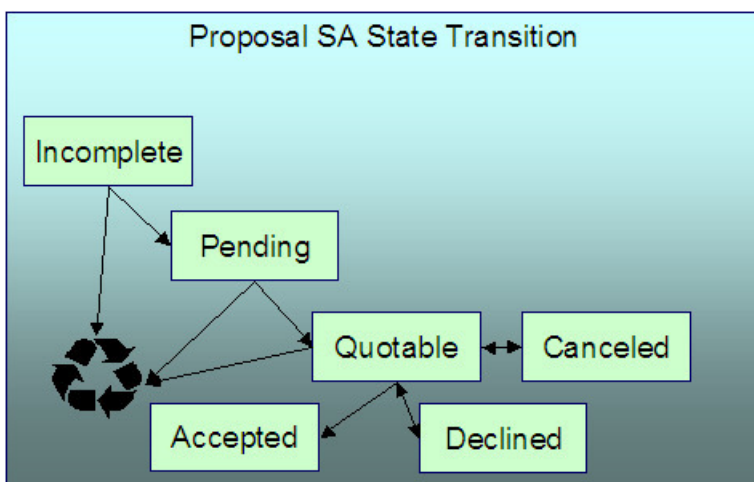 Proposal SA State Transition
Incomplete
Pending
Quotable
Canceled
Accepted
Declined